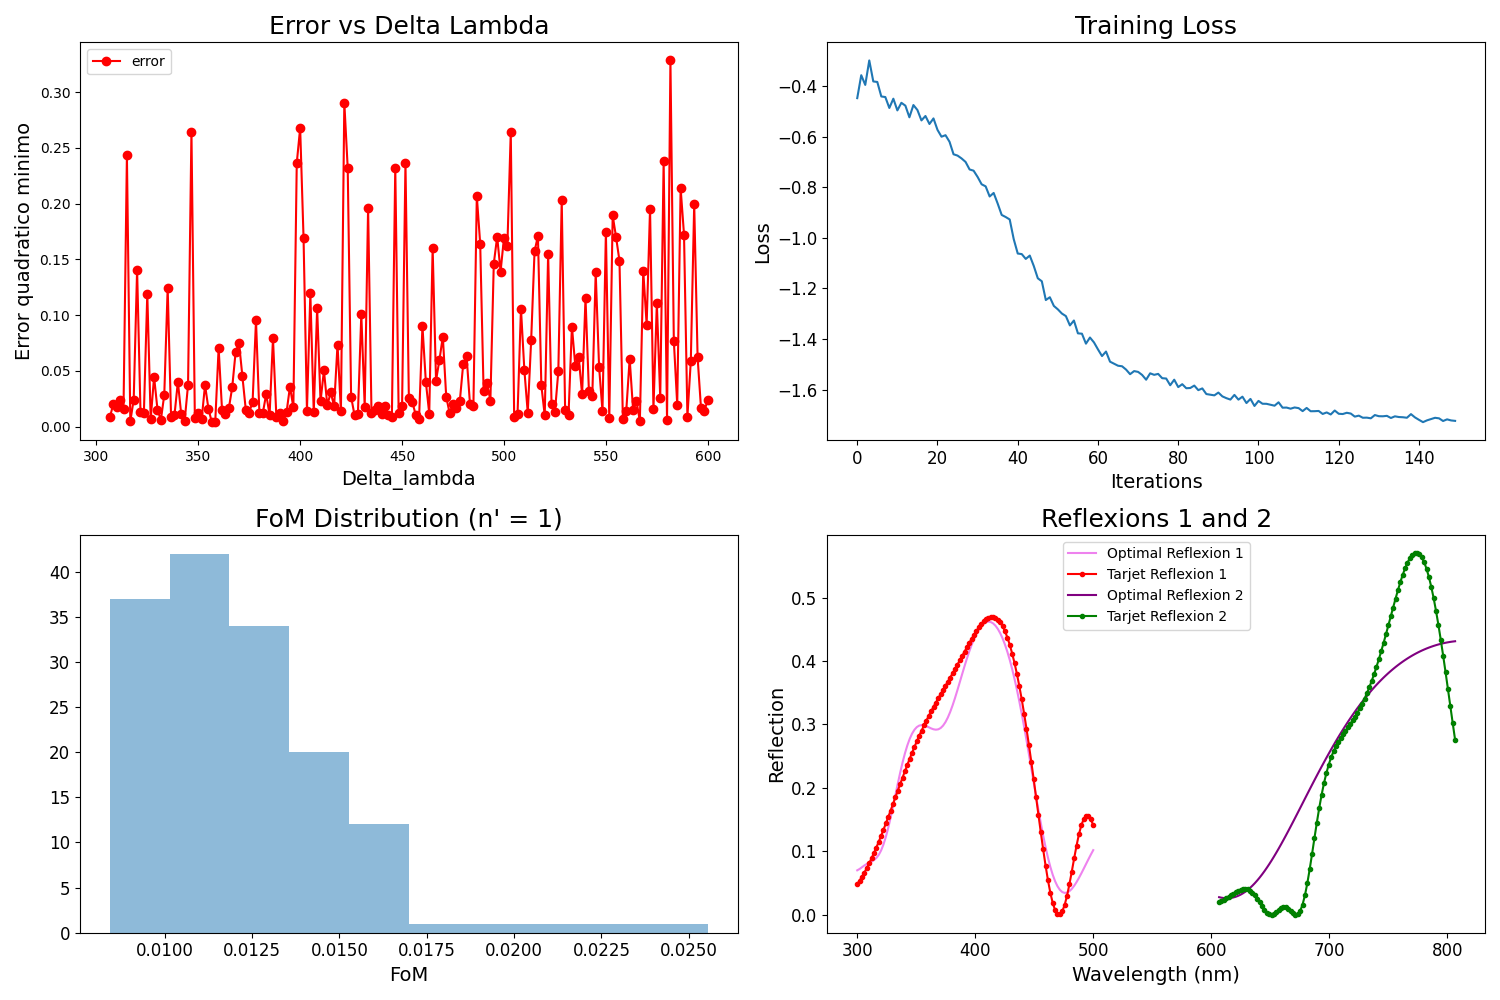 Error vs Delta Lambda
error
Error quadratico minimo
0.30
0.25
0.20
0.15
0.10
0.05
0.00
300 350 400 450 500 550 600
Delta_lambda
Training Loss
Loss
−0.4
−0.6
−0.8
−1.0
−1.2
−1.4
−1.6
0 20 40 60 80 100 120 140
Iterations
FoM Distribution (n' = 1)
40
35
30
25
20
15
10
5
0
0.0100 0.0125 0.0150 0.0175 0.0200 0.0225 0.0250
FoM
Reflexions 1 and 2
Optimal Reflexion 1
Tarjet Reflexion 1
Optimal Reflexion 2
Tarjet Reflexion 2
Reflection
0.5
0.4
0.3
0.2
0.1
0.0
300 400 500 600 700 800
Wavelength (nm)